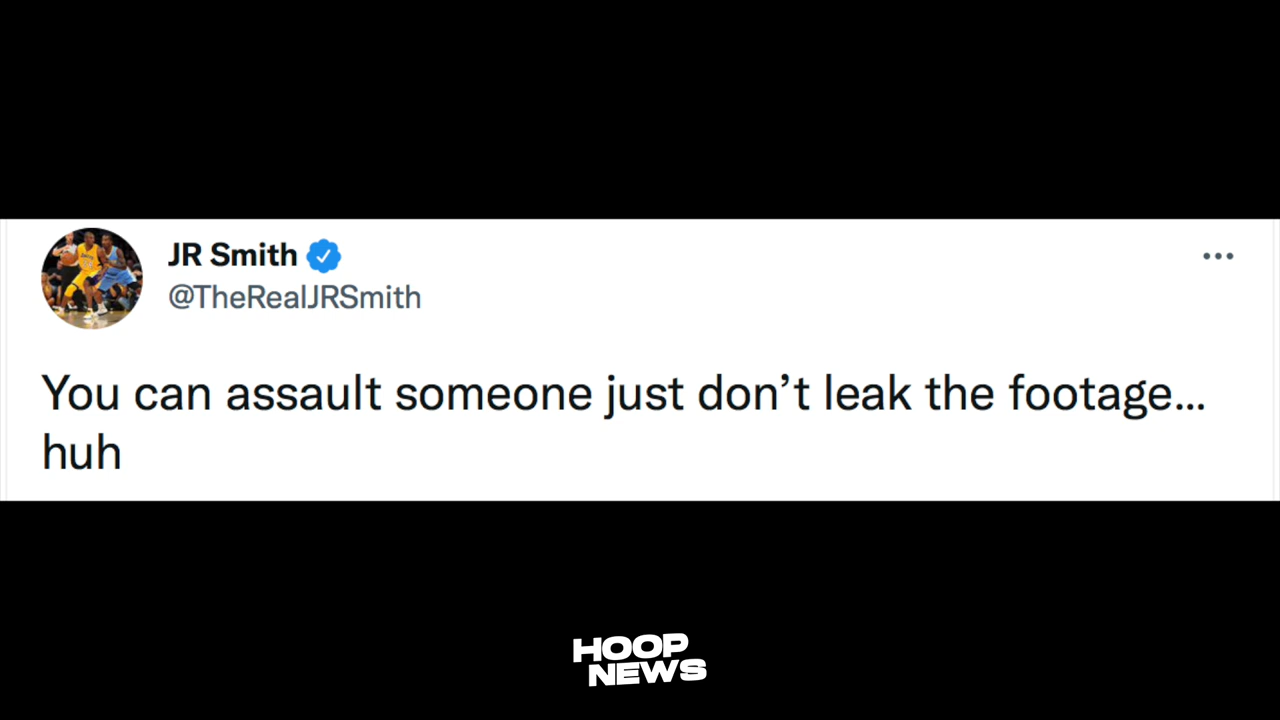 JR Smith
@TheRealJRSmith
You can assault someone just don’t leak the footage...
huh
HOOP
NEWS